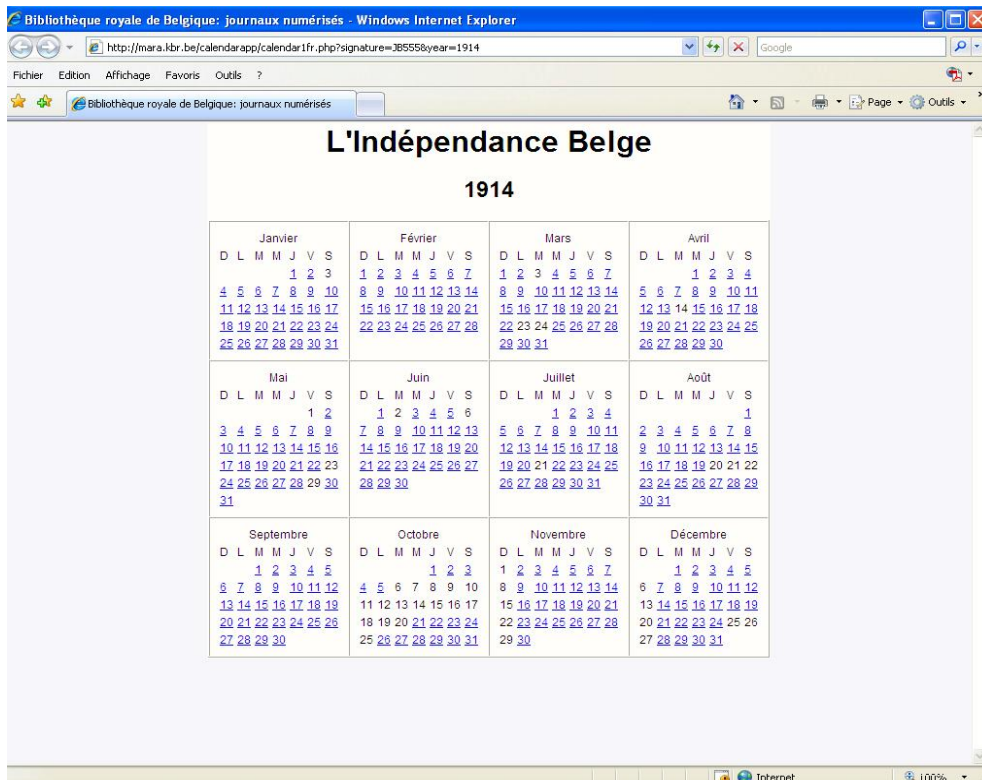 Bibliothèque royale de Belgique: journaux numérisés - Windows Internet Explorer
http://mara.kbr.be/calendarapp/calendar1fr.php?signature=JB555&year=1914
Google
Fichier Edition Affichage Favoris Outils ?
Bibliothèque royale de Belgique: journaux numérisés
Page Outils
L'Indépendance Belge
1914
Janvier Février Mars Avril
D L M M J V S D L M M J V S D L M M J V S D L M M J V S
1 2 3 1 2 3 4 5 6 7 1 2 3 4 5 6 7 1 2 3 4
4 5 6 7 8 9 10 8 9 10 11 12 13 14 8 9 10 11 12 13 14 5 6 7 8 9 10 11
11 12 13 14 15 16 17 15 16 17 18 19 20 21 15 16 17 18 19 20 21 12 13 14 15 16 17 18
18 19 20 21 22 23 24 22 23 24 25 26 27 28 22 23 24 25 26 27 28 19 20 21 22 23 24 25
25 26 27 28 29 30 31 29 30 31 26 27 28 29 30
Mai Juin Juillet Août
D L M M J V S D L M M J V S D L M M J V S D L M M J V S
1 2 1 2 3 4 5 6 1 2 3 4 1
3 4 5 6 7 8 9 7 8 9 10 11 12 13 5 6 7 8 9 10 11 2 3 4 5 6 7 8
10 11 12 13 14 15 16 14 15 16 17 18 19 20 12 13 14 15 16 17 18 9 10 11 12 13 14 15
17 18 19 20 21 22 23 21 22 23 24 25 26 27 19 20 21 22 23 24 25 16 17 18 19 20 21 22
24 25 26 27 28 29 30 28 29 30 26 27 28 29 30 31 23 24 25 26 27 28 29
31 30 31
Septembre Octobre Novembre Décembre
D L M M J V S D L M M J V S D L M M J V S D L M M J V S
1 2 3 4 5 1 2 3 1 2 3 4 5 6 7 1 2 3 4 5
6 7 8 9 10 11 12 4 5 6 7 8 9 10 8 9 10 11 12 13 14 6 7 8 9 10 11 12
13 14 15 16 17 18 19 11 12 13 14 15 16 17 15 16 17 18 19 20 21 13 14 15 16 17 18 19
20 21 22 23 24 25 26 18 19 20 21 22 23 24 22 23 24 25 26 27 28 20 21 22 23 24 25 26
27 28 29 30 25 26 27 28 29 30 31 29 30 27 28 29 30 31
Internet 100%